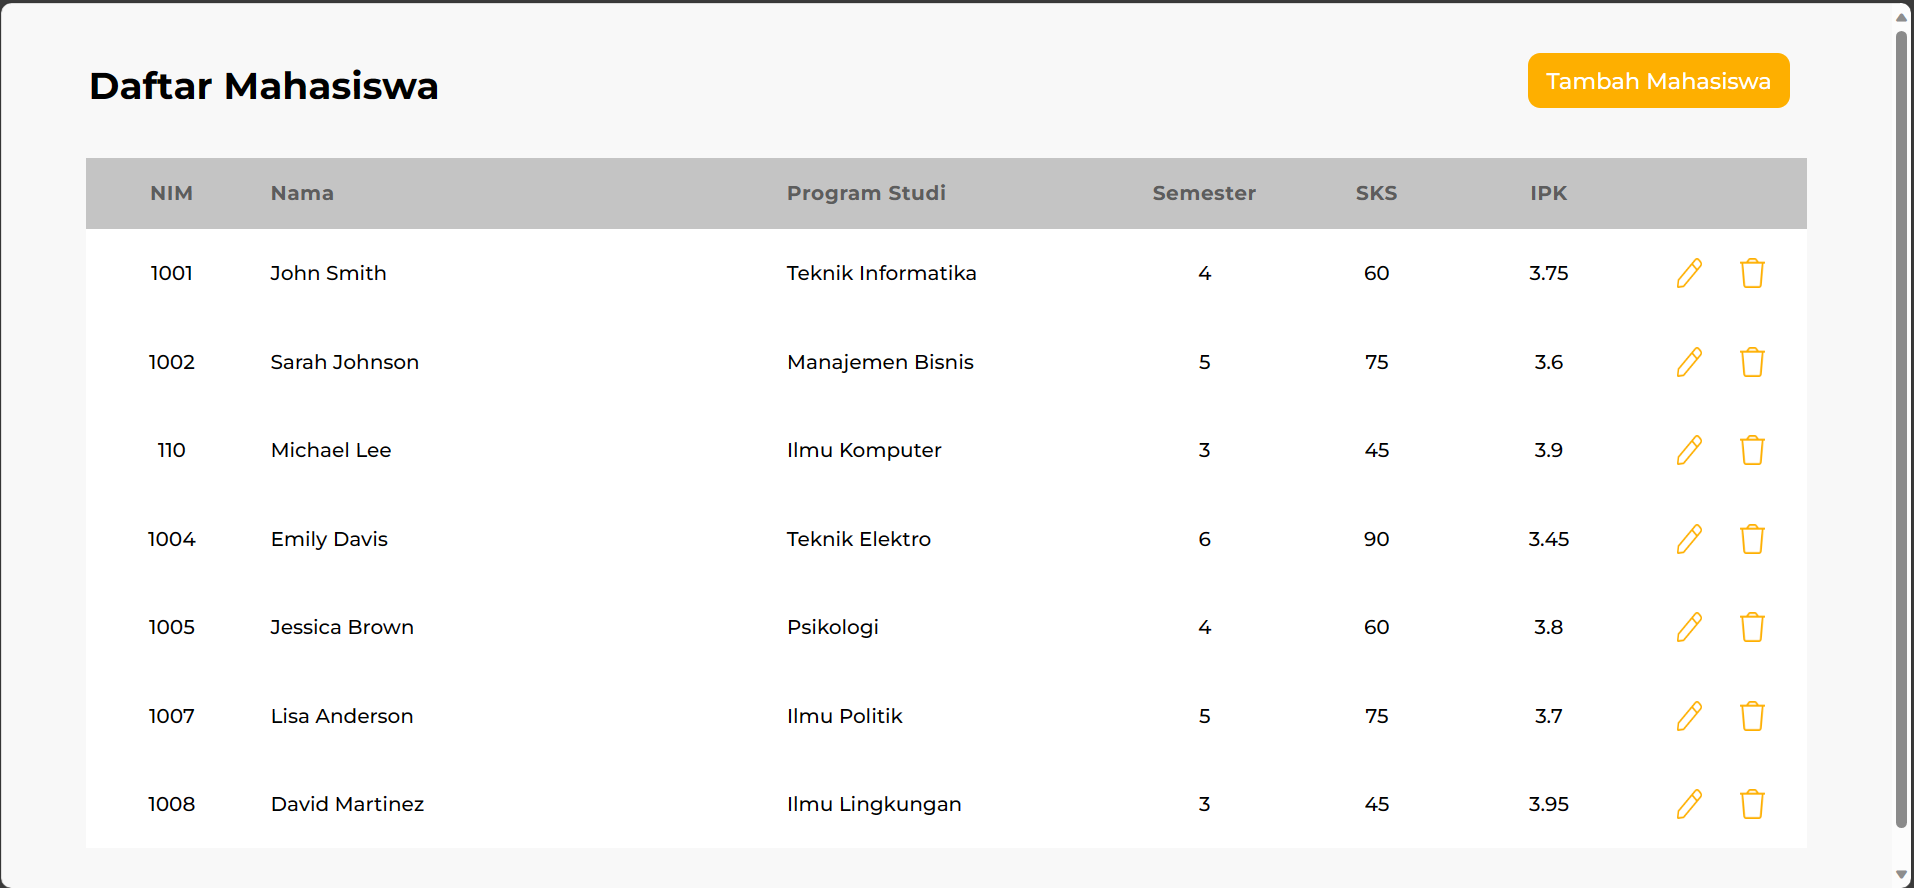 Daftar Mahasiswa
Tambah Mahasiswa
NIM Nama Program Studi Semester SKS IPK
1001 John Smith Teknik Informatika 4 60 3.75
1002 Sarah Johnson Manajemen Bisnis 5 75 3.6
110 Michael Lee Ilmu Komputer 3 45 3.9
1004 Emily Davis Teknik Elektro 6 90 3.45
1005 Jessica Brown Psikologi 4 60 3.8
1007 Lisa Anderson Ilmu Politik 5 75 3.7
1008 David Martinez Ilmu Lingkungan 3 45 3.95